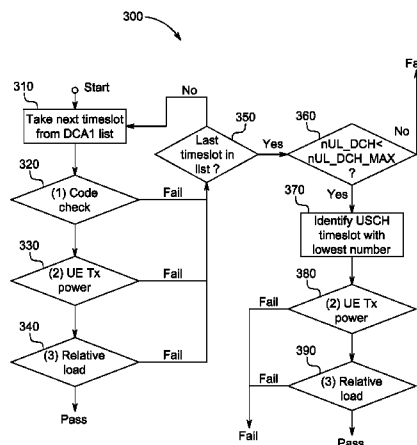 300
310
Start
Take next timeslot
from DCA1 list
320
(1) Code
check
Fail
330
(2) UE Tx
power
Fail
340
(3) Relative
load
Fail
Pass
No
350
Last
timeslot in
list ?
Yes
360
nUL_DCH<
nUL_DCH_MAX
?
No
Yes
370
Identify USCH
timeslot with
lowest number
380
(2) UE Tx
power
Fail
390
(3) Relative
load
Fail
Fail
Pass